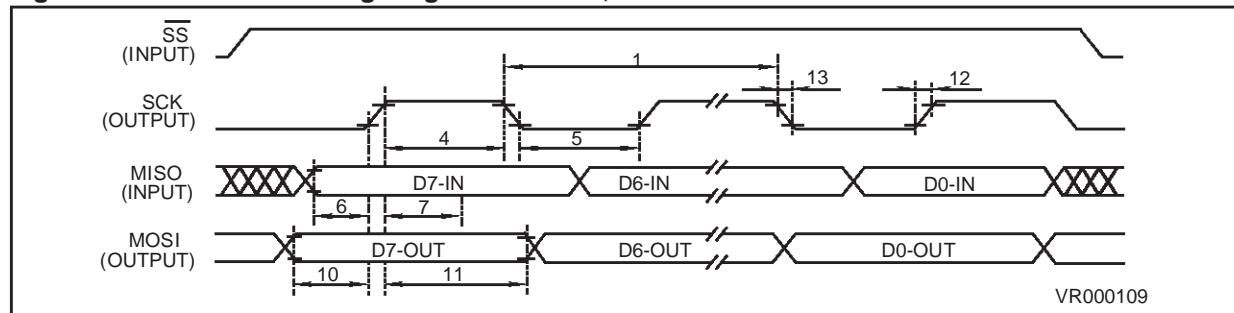 SS
(INPUT)
1
13
12
SCK
(OUTPUT)
4
5
MISO
(INPUT)
D7-IN
D6-IN
D0-IN
6
7
MOSI
(OUTPUT)
D7-OUT
D6-OUT
D0-OUT
10
11
VR000109